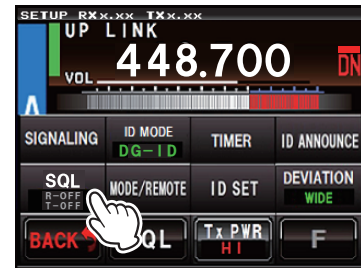 SETUP RXx.xx TXx.xx
UP LINK
VOL 448.700 DN
SIGNALING ID MODE TIMER ID ANNOUNCE
DG-ID
SQL MODE/REMOTE ID SET DEVIATION
R-OFF WIDE
T-OFF
BACK QL Tx PWR F
HI